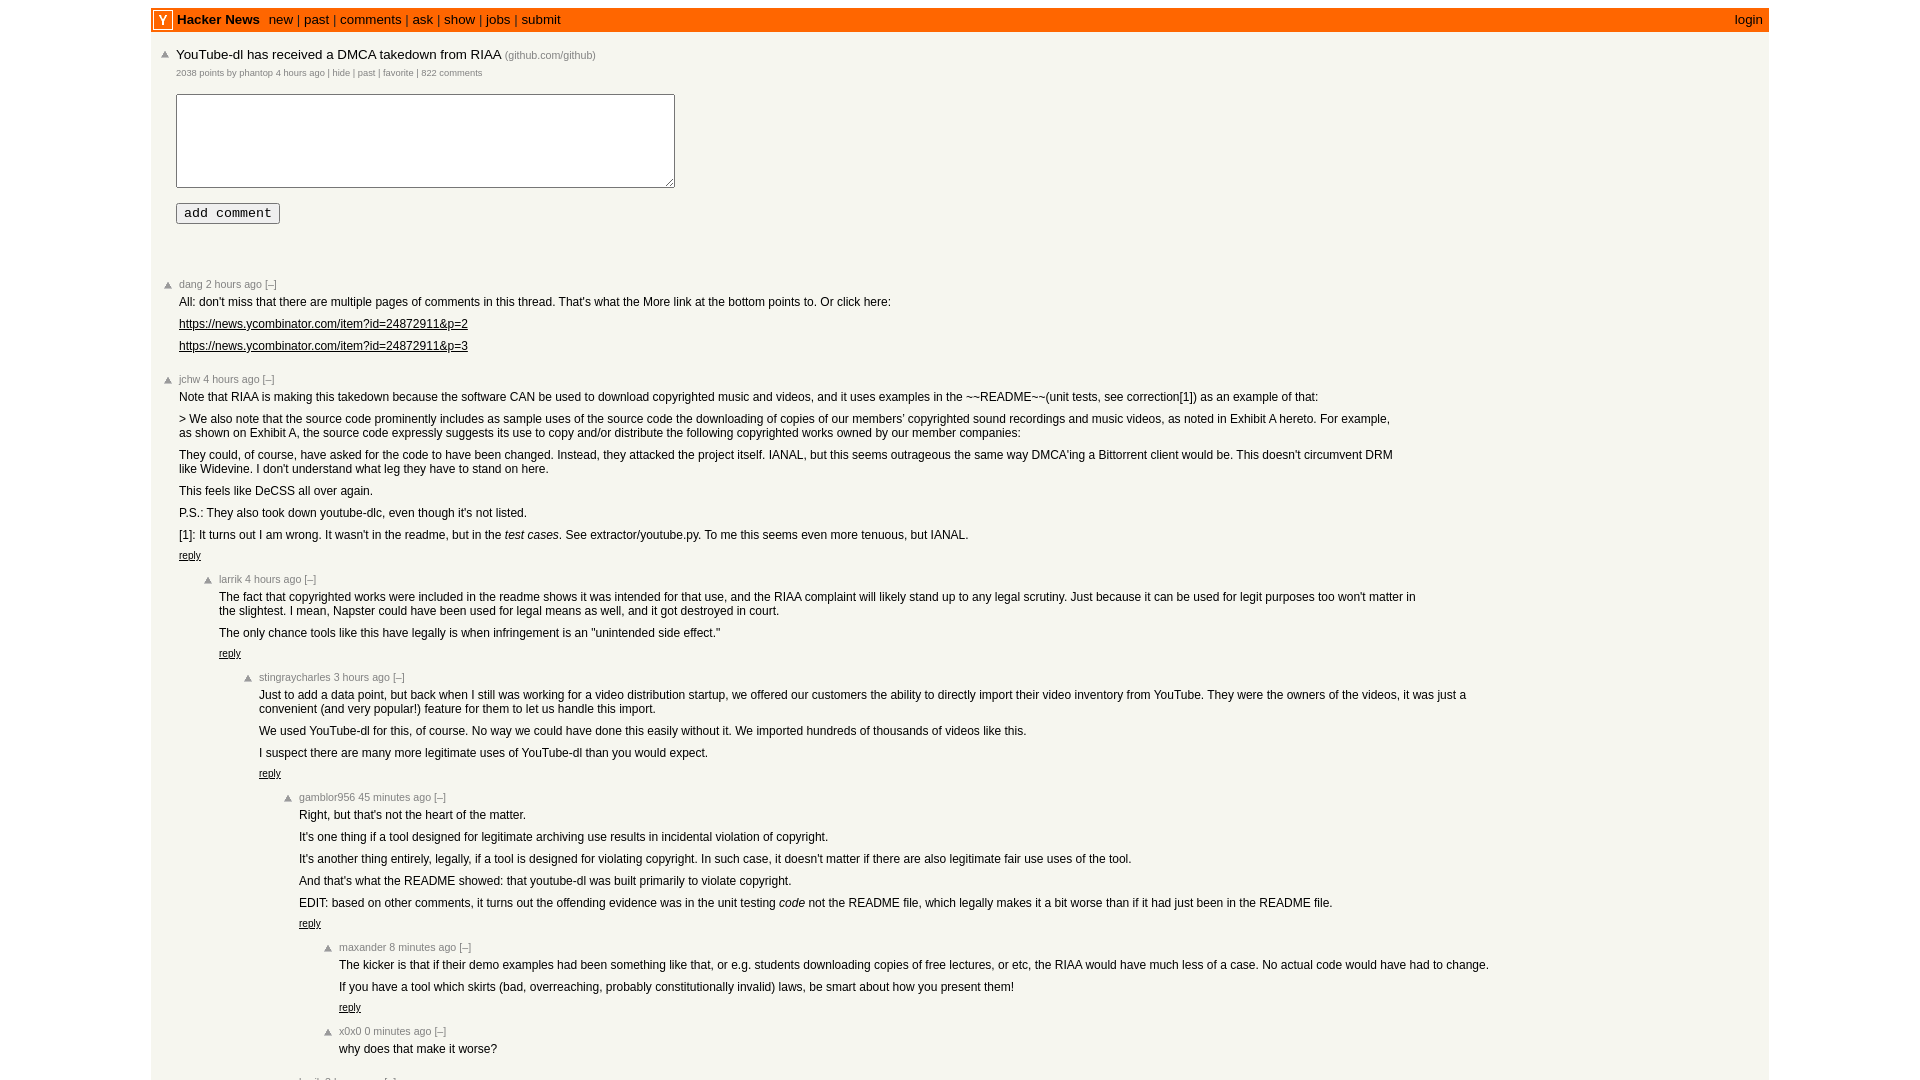 Y Hacker News new | past | comments | ask | show | jobs | submit login
YouTube-dl has received a DMCA takedown from RIAA (github.com/github)
2038 points by phantop 4 hours ago | hide | past | favorite | 822 comments
add comment
dang 2 hours ago [–]
All: don't miss that there are multiple pages of comments in this thread. That's what the More link at the bottom points to. Or click here:
https://news.ycombinator.com/item?id=24872911&p=2
https://news.ycombinator.com/item?id=24872911&p=3
jchw 4 hours ago [–]
Note that RIAA is making this takedown because the software CAN be used to download copyrighted music and videos, and it uses examples in the ~~README~~(unit tests, see correction[1]) as an example of that:
> We also note that the source code prominently includes as sample uses of the source code the downloading of copies of our members’ copyrighted sound recordings and music videos, as noted in Exhibit A hereto. For example,
as shown on Exhibit A, the source code expressly suggests its use to copy and/or distribute the following copyrighted works owned by our member companies:
They could, of course, have asked for the code to have been changed. Instead, they attacked the project itself. IANAL, but this seems outrageous the same way DMCA'ing a Bittorrent client would be. This doesn't circumvent DRM
like Widevine. I don't understand what leg they have to stand on here.
This feels like DeCSS all over again.
P.S.: They also took down youtube-dlc, even though it's not listed.
[1]: It turns out I am wrong. It wasn't in the readme, but in the test cases. See extractor/youtube.py. To me this seems even more tenuous, but IANAL.
reply
larrik 4 hours ago [–]
The fact that copyrighted works were included in the readme shows it was intended for that use, and the RIAA complaint will likely stand up to any legal scrutiny. Just because it can be used for legit purposes too won't matter in
the slightest. I mean, Napster could have been used for legal means as well, and it got destroyed in court.
The only chance tools like this have legally is when infringement is an "unintended side effect."
reply
stingraycharles 3 hours ago [–]
Just to add a data point, but back when I still was working for a video distribution startup, we offered our customers the ability to directly import their video inventory from YouTube. They were the owners of the videos, it was just a
convenient (and very popular!) feature for them to let us handle this import.
We used YouTube-dl for this, of course. No way we could have done this easily without it. We imported hundreds of thousands of videos like this.
I suspect there are many more legitimate uses of YouTube-dl than you would expect.
reply
gamblor956 45 minutes ago [–]
Right, but that's not the heart of the matter.
It's one thing if a tool designed for legitimate archiving use results in incidental violation of copyright.
It's another thing entirely, legally, if a tool is designed for violating copyright. In such case, it doesn't matter if there are also legitimate fair use uses of the tool.
And that's what the README showed: that youtube-dl was built primarily to violate copyright.
EDIT: based on other comments, it turns out the offending evidence was in the unit testing code not the README file, which legally makes it a bit worse than if it had just been in the README file.
reply
maxander 8 minutes ago [–]
The kicker is that if their demo examples had been something like that, or e.g. students downloading copies of free lectures, or etc, the RIAA would have much less of a case. No actual code would have had to change.
If you have a tool which skirts (bad, overreaching, probably constitutionally invalid) laws, be smart about how you present them!
reply
x0x0 0 minutes ago [–]
why does that make it worse?